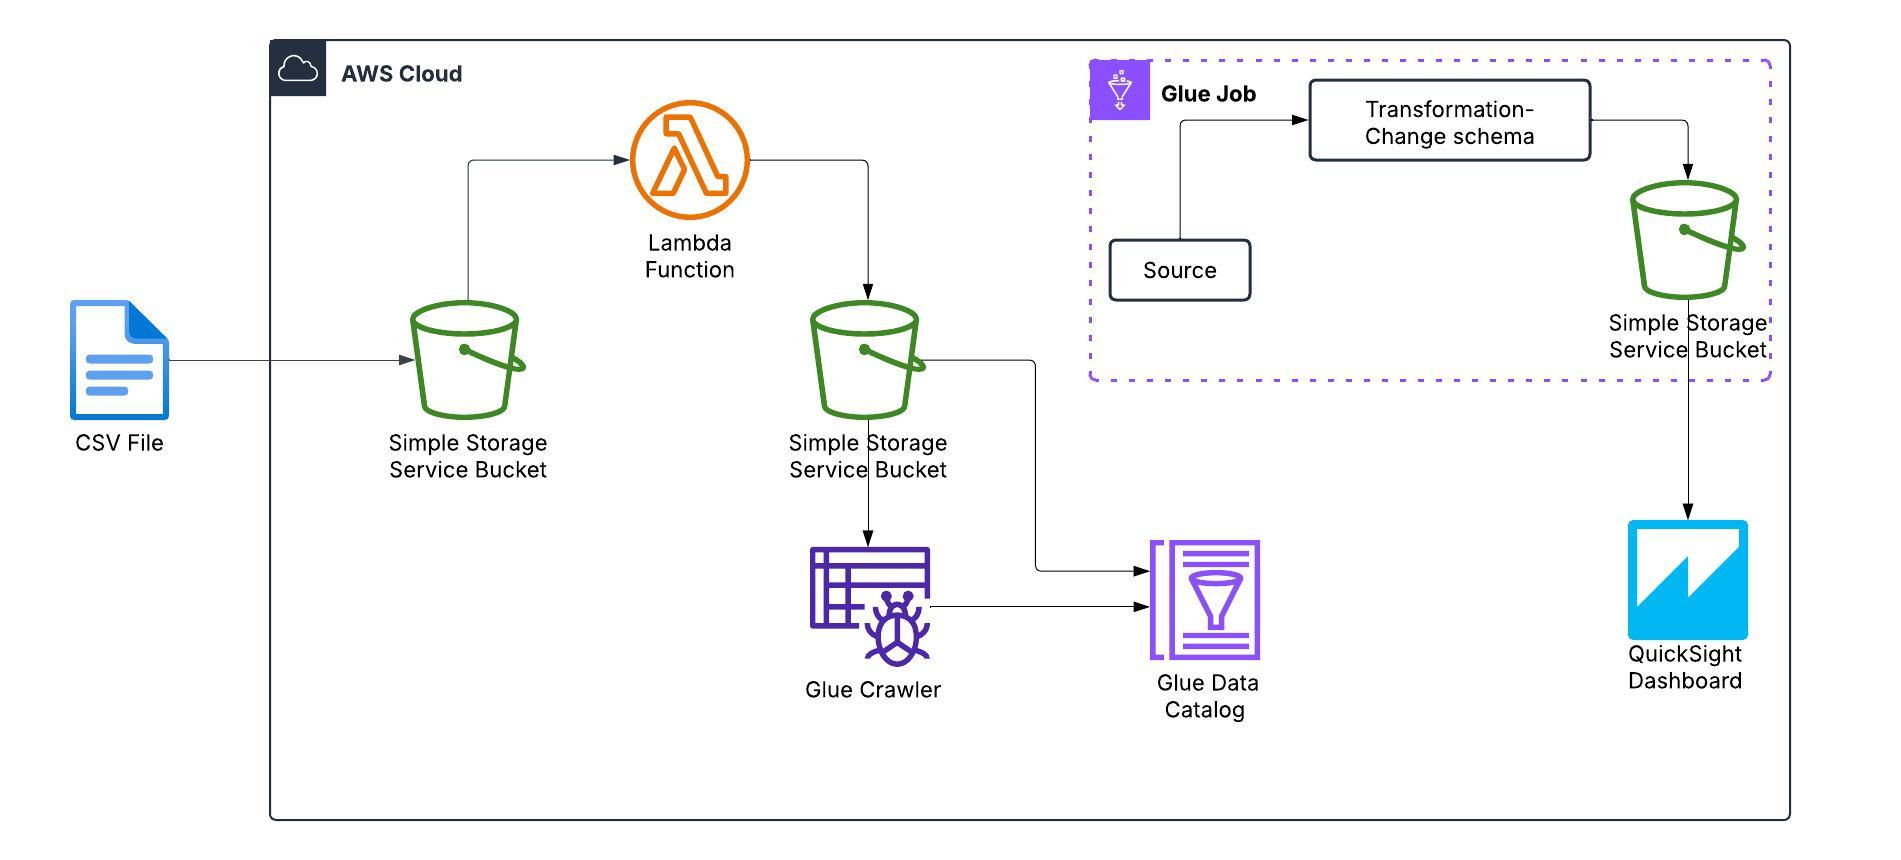 AWS Cloud
Glue Job
Transformation-
Change schema
Lambda
Function
Source
Simple Storage
Service Bucket
CSV File
Simple Storage
Service Bucket
Simple Storage
Service Bucket
Glue Crawler
Glue Data
Catalog
QuickSight
Dashboard